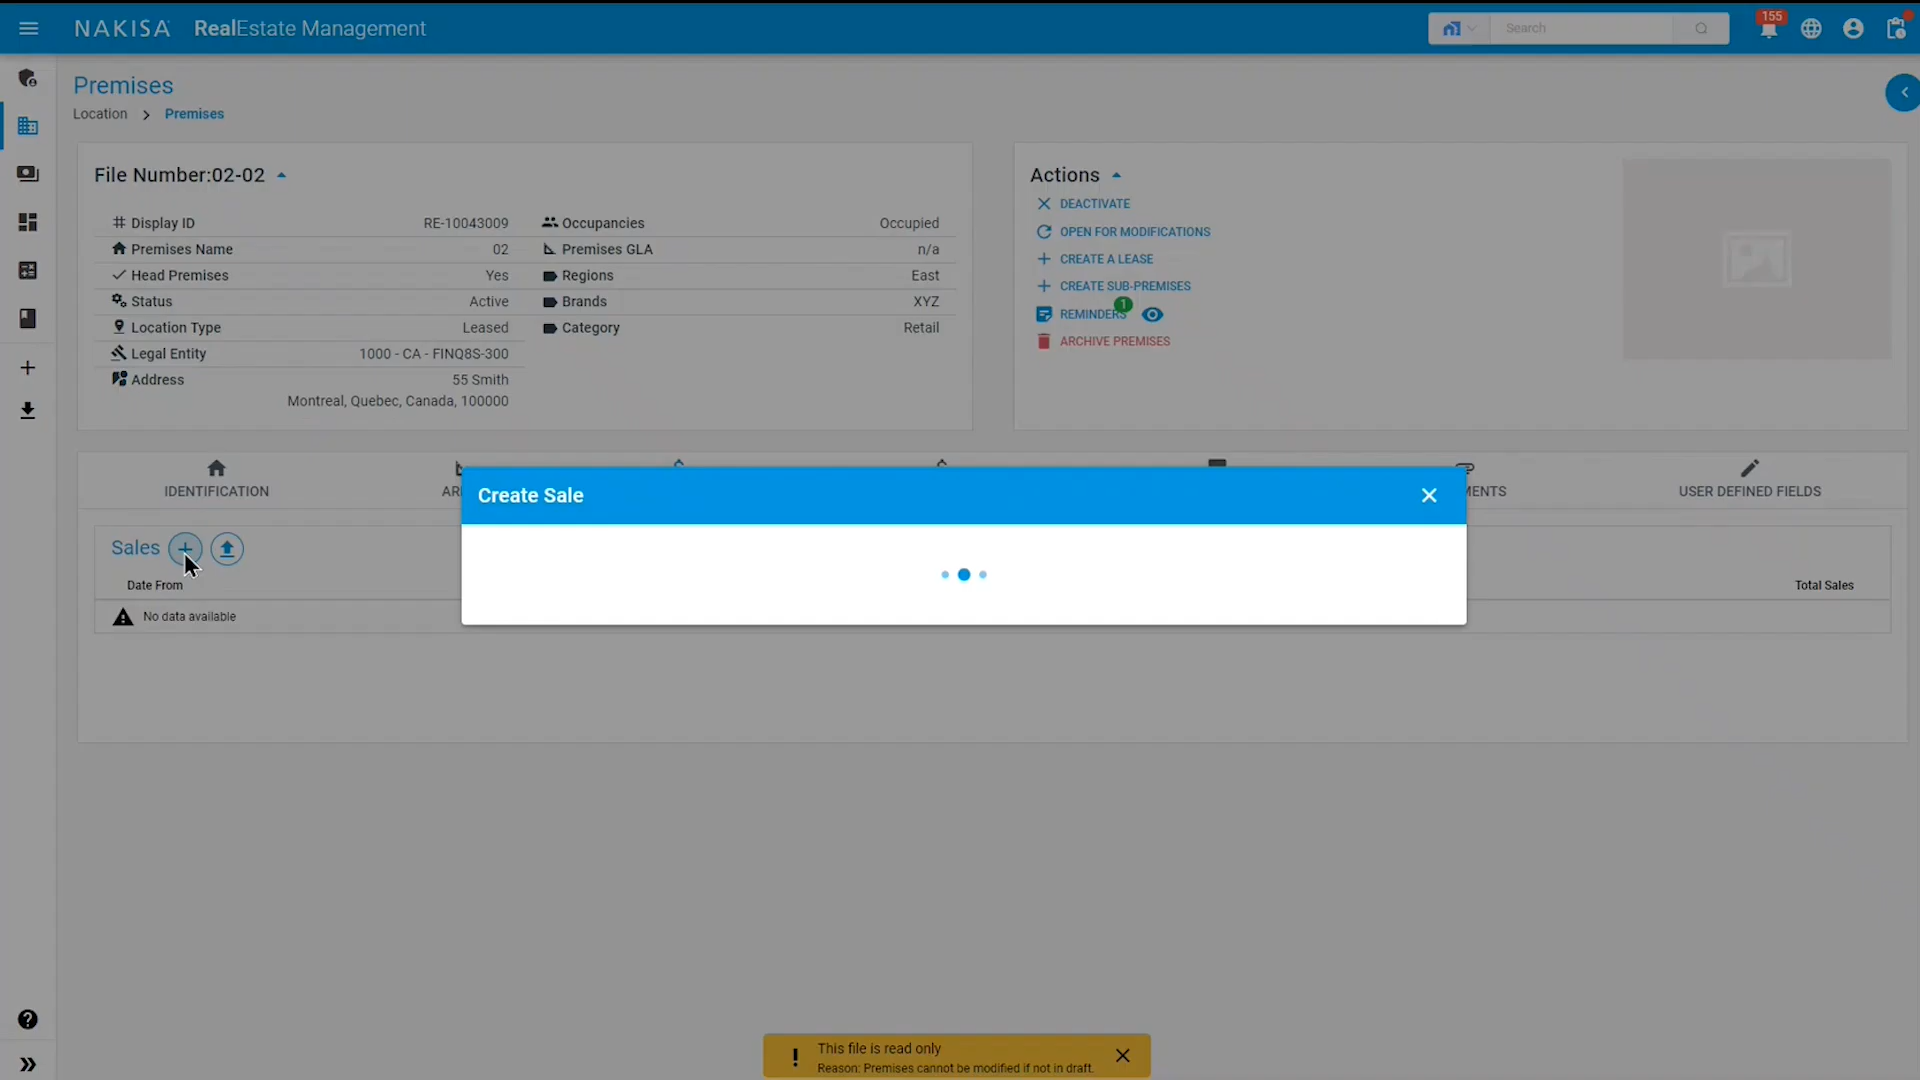 NAKISA RealEstate Management
Search
155
Premises
Location > Premises
File Number:02-02
Display ID RE-10043009
Premises Name 02
Head Premises Yes
Status Active
Location Type Leased
Legal Entity 1000 - CA - FINQ8S-300
Address 55 Smith
Montreal, Quebec, Canada, 100000
Occupancies Occupied
Premises GLA n/a
Regions East
Brands XYZ
Category Retail
Actions
DEACTIVATE
OPEN FOR MODIFICATIONS
CREATE A LEASE
CREATE SUB-PREMISES
REMINDERS 1
ARCHIVE PREMISES
IDENTIFICATION
USER DEFINED FIELDS
Create Sale
Sales
Date From
Total Sales
No data available
This file is read only
Reason: Premises cannot be modified if not in draft.